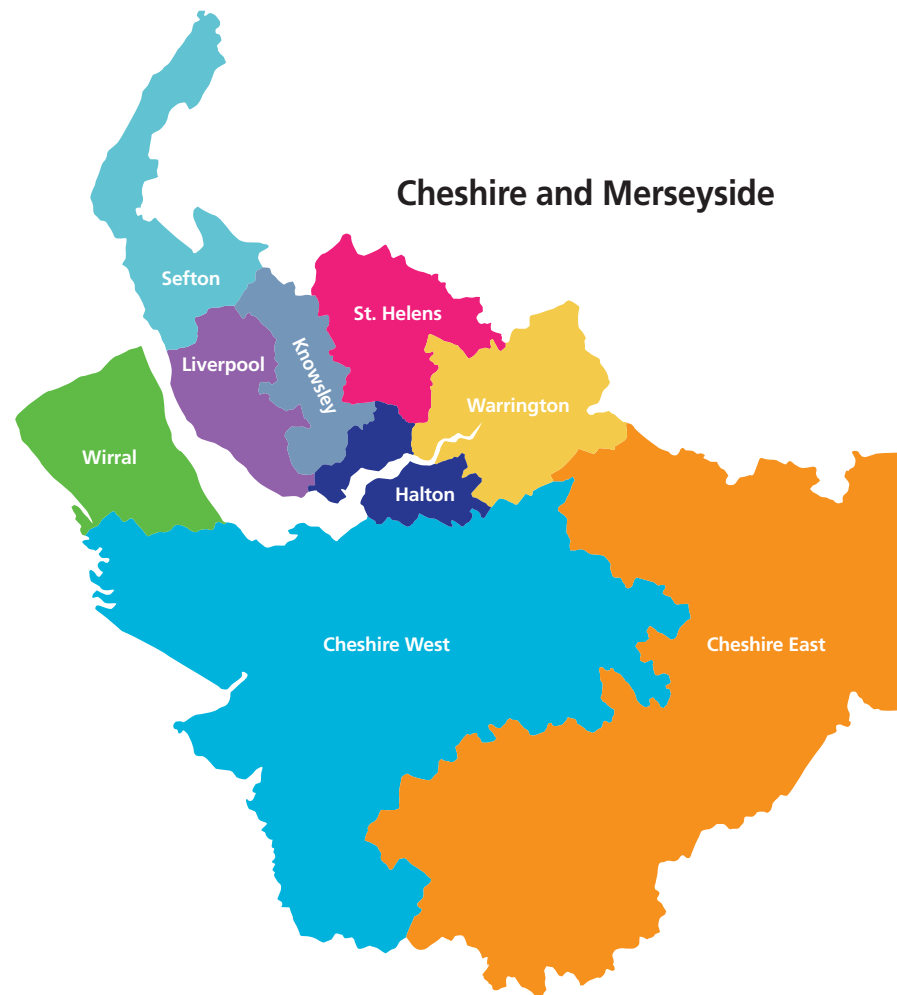 Cheshire and Merseyside
Sefton
St. Helens
Liverpool
Knowsley
Warrington
Wirral
Halton
Cheshire West
Cheshire East